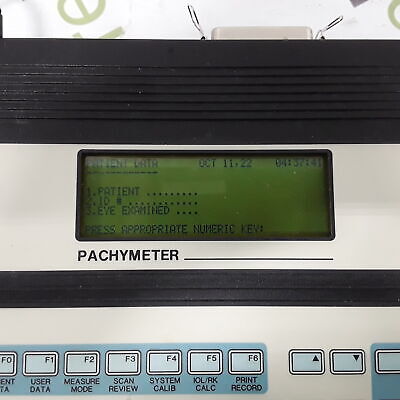 PATIENT DATA OCT 11,22 04:37:41
1.PATIENT .........
2.ID # ............
3.EYE EXAMINED ....
PRESS APPROPRIATE NUMERIC KEY:
PACHYMETER
F0 F1 F2 F3 F4 F5 F6
USER MEASURE SCAN SYSTEM IOL/RK PRINT
DATA MODE REVIEW CALIB CALC RECORD